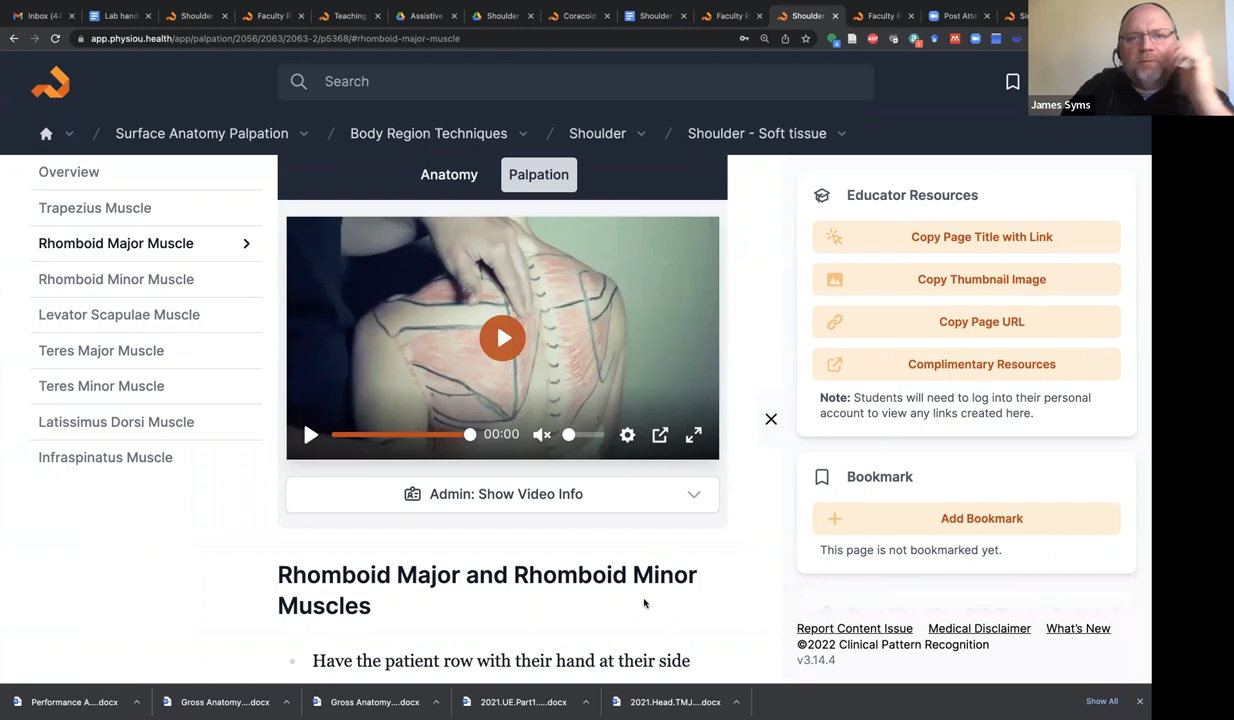 Inbox (44
Lab hand
Shoulder
Faculty R
Teaching
Assistive
Shoulder
Coracoid
Shoulder
Faculty R
Shoulder
Faculty R
Post Atte
app.physiou.health/app/palpation/2056/2063/2063-2/p5368/#rhomboid-major-muscle
Search
James Syms
Surface Anatomy Palpation / Body Region Techniques / Shoulder / Shoulder - Soft tissue
Overview
Trapezius Muscle
Rhomboid Major Muscle
Rhomboid Minor Muscle
Levator Scapulae Muscle
Teres Major Muscle
Teres Minor Muscle
Latissimus Dorsi Muscle
Infraspinatus Muscle
Anatomy Palpation
00:00
Admin: Show Video Info
Rhomboid Major and Rhomboid Minor
Muscles
Have the patient row with their hand at their side
Educator Resources
Copy Page Title with Link
Copy Thumbnail Image
Copy Page URL
Complimentary Resources
Note: Students will need to log into their personal
account to view any links created here.
Bookmark
Add Bookmark
This page is not bookmarked yet.
Report Content Issue Medical Disclaimer What's New
©2022 Clinical Pattern Recognition
v3.14.4
Performance A....docx
Gross Anatomy....docx
Gross Anatomy....docx
2021.UE.Part1.....docx
2021.Head.TMJ....docx
Show All